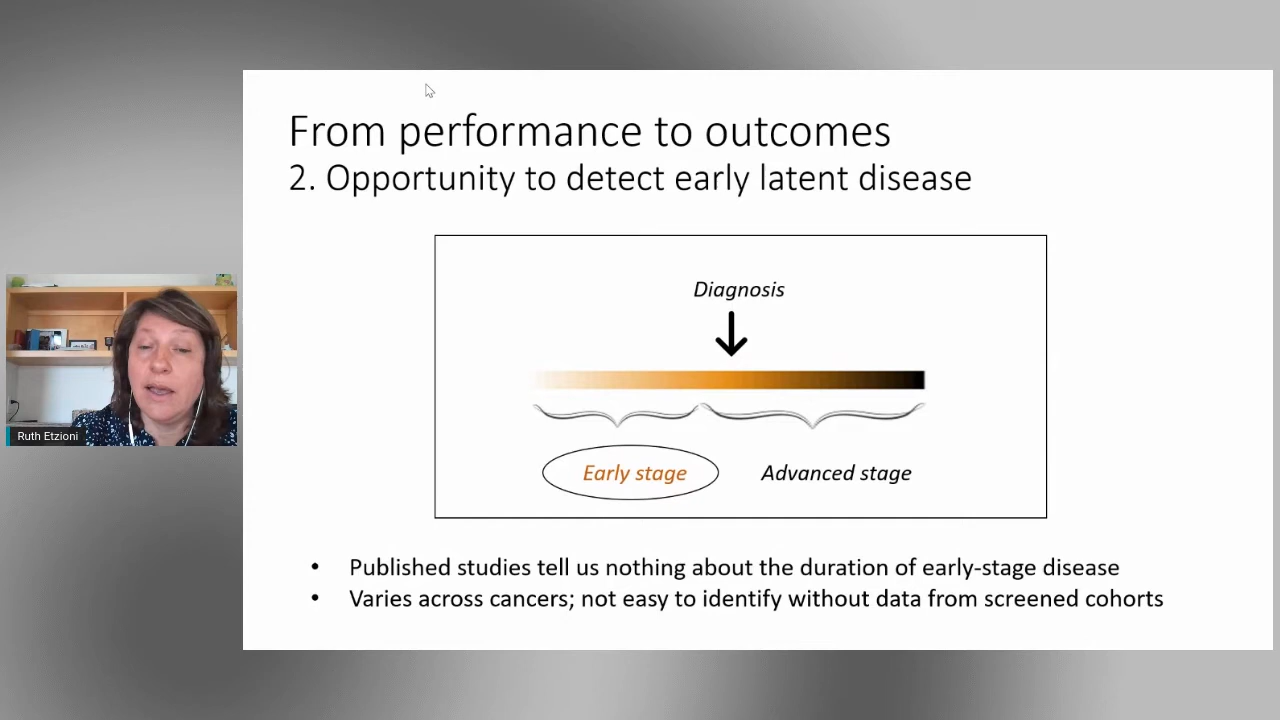 From performance to outcomes
2. Opportunity to detect early latent disease
Diagnosis
Early stage
Advanced stage
• Published studies tell us nothing about the duration of early-stage disease
• Varies across cancers; not easy to identify without data from screened cohorts
Ruth Etzioni